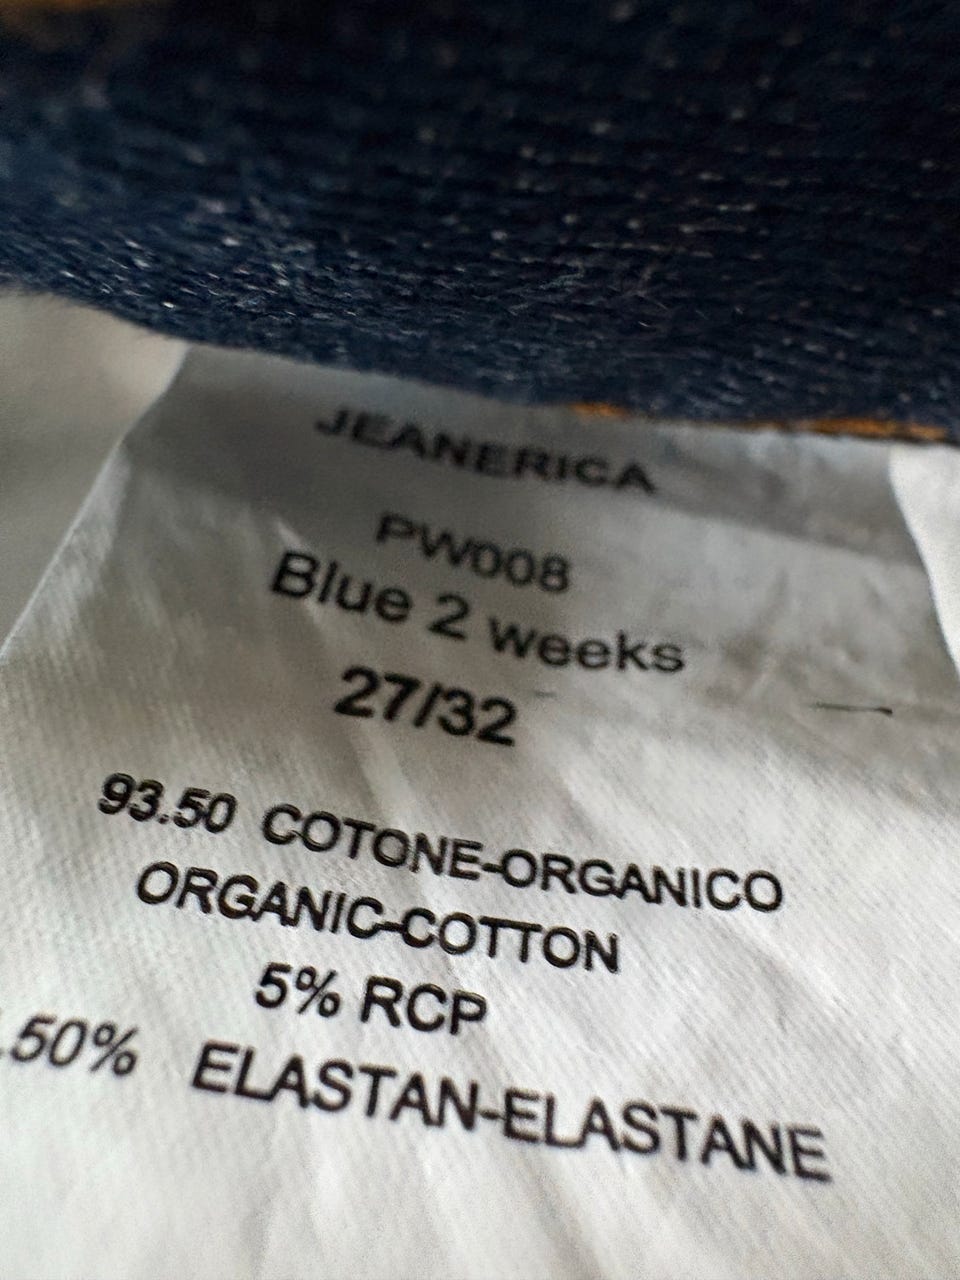 JEANERICA
PW008
Blue 2 weeks
27/32
93.50 COTONE-ORGANICO
ORGANIC-COTTON
5% RCP
.50% ELASTAN-ELASTANE